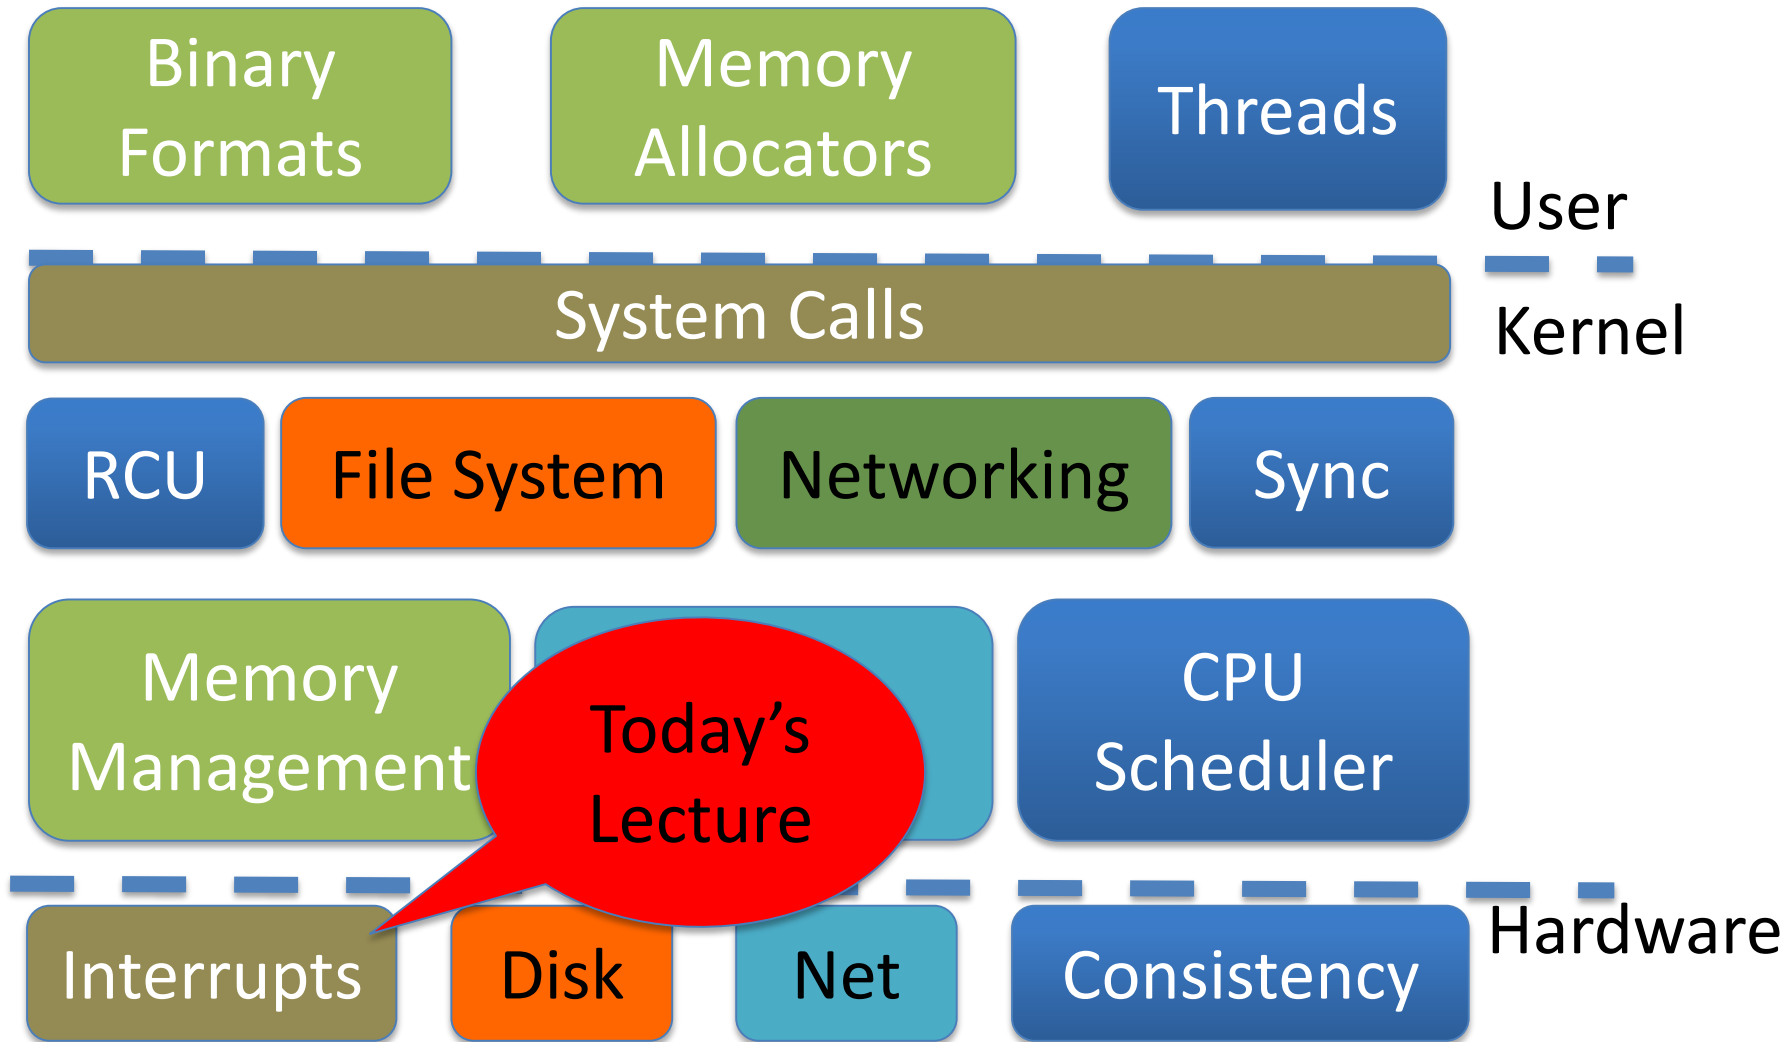 Binary
Formats
Memory
Allocators
Threads
User
System Calls
Kernel
RCU
File System
Networking
Sync
Memory
Management
Today’s
Lecture
CPU
Scheduler
Hardware
Interrupts
Disk
Net
Consistency